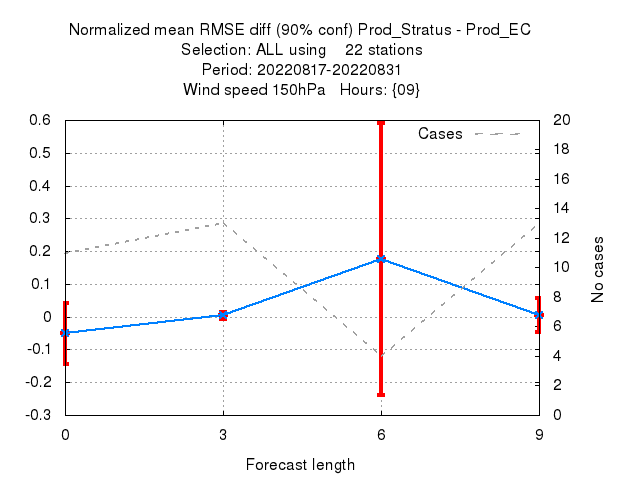 Normalized mean RMSE diff (90% conf) Prod_Stratus - Prod_EC
Selection: ALL using 22 stations
Period: 20220817-20220831
Wind speed 150hPa Hours: {09}
Cases
0.6
0.5
0.4
0.3
0.2
0.1
0
-0.1
-0.2
-0.3
20
18
16
14
12
10
8
6
4
2
0
No cases
0 3 6 9
Forecast length